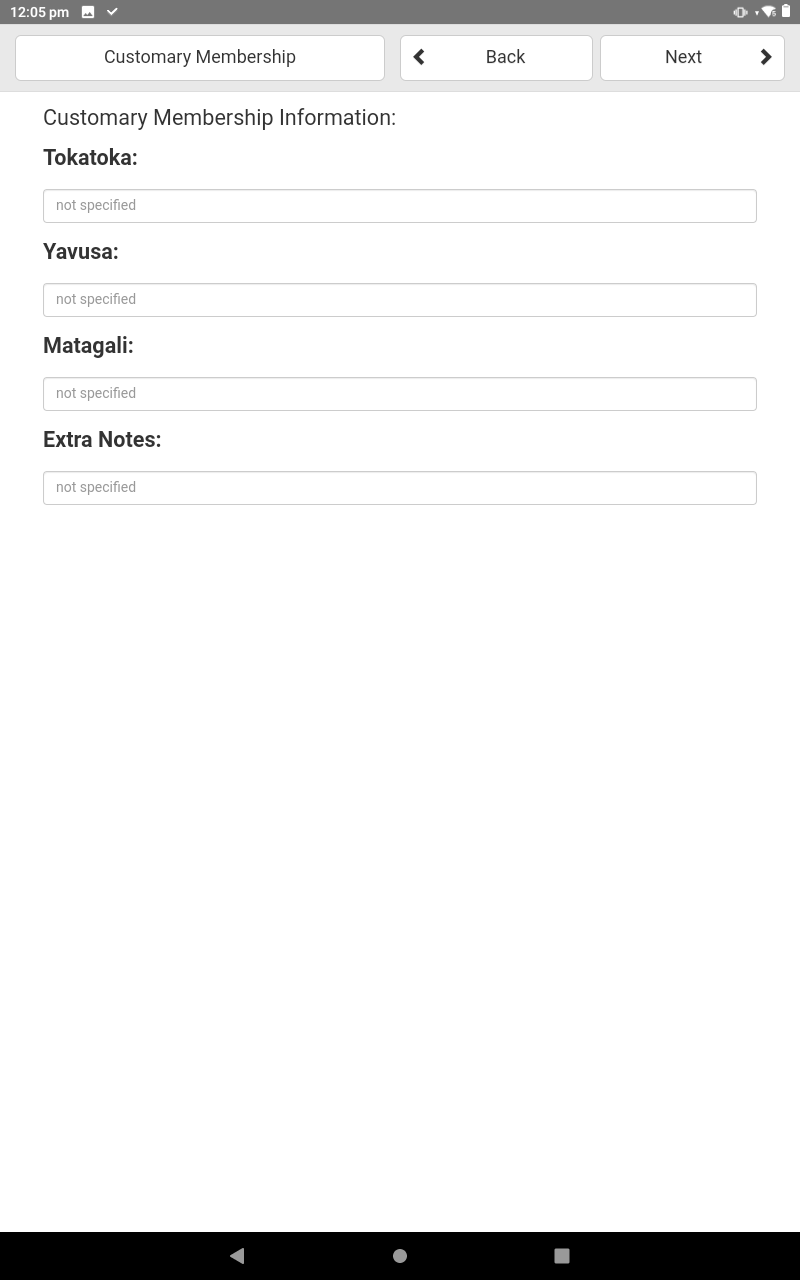 12:05 pm
Customary Membership
Back
Next
Customary Membership Information:
Tokatoka:
not specified
Yavusa:
not specified
Matagali:
not specified
Extra Notes:
not specified